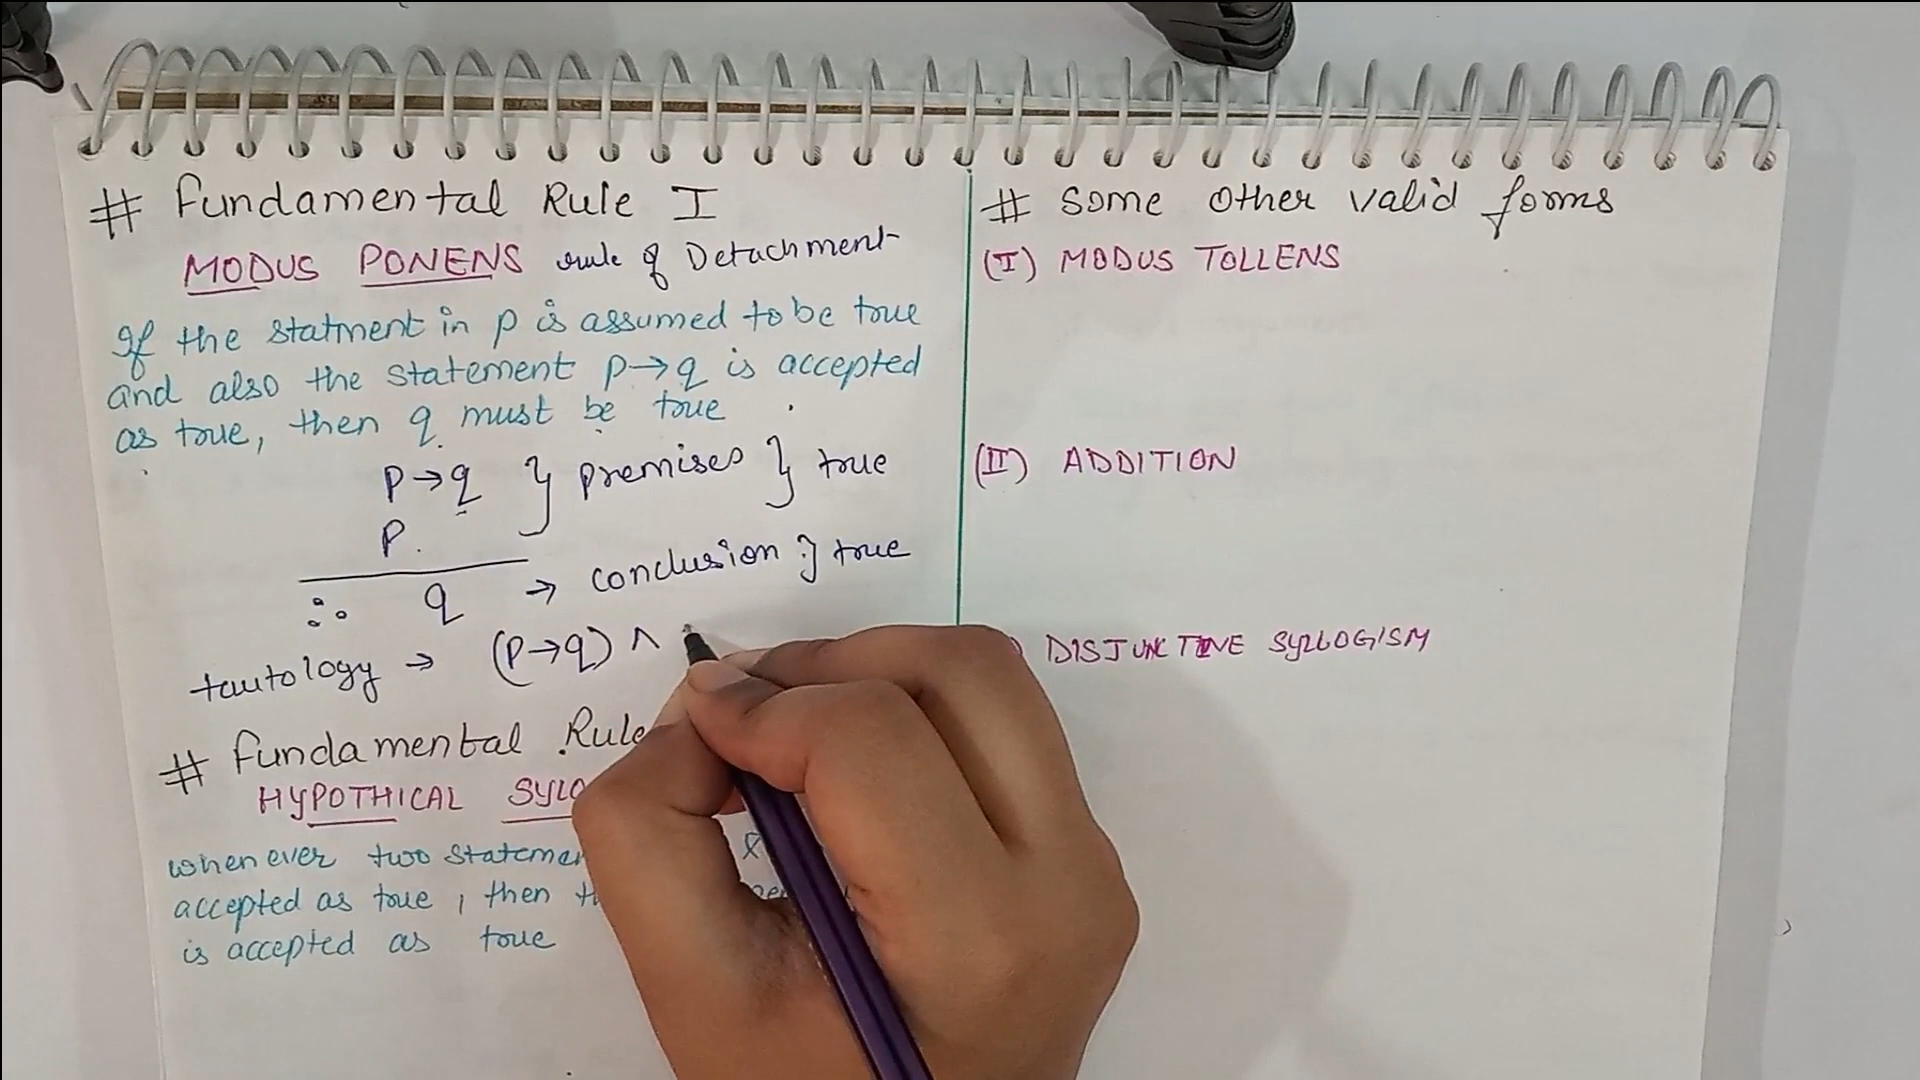 # Fundamental Rule I
MODUS PONENS rule of Detachment
If the statment in p is assumed to be true
and also the statement p→q is accepted
as true, then q must be true
p→q } premises } true
p
∴ q → conclusion } true
tautology → (p→q) ∧
# Fundamental Rule
HYPOTHICAL
whenever two
accepted as true, then
is accepted as true
# Some Other valid forms
(I) MODUS TOLLENS
(II) ADDITION
DISJUNCTIVE SYLLOGISM